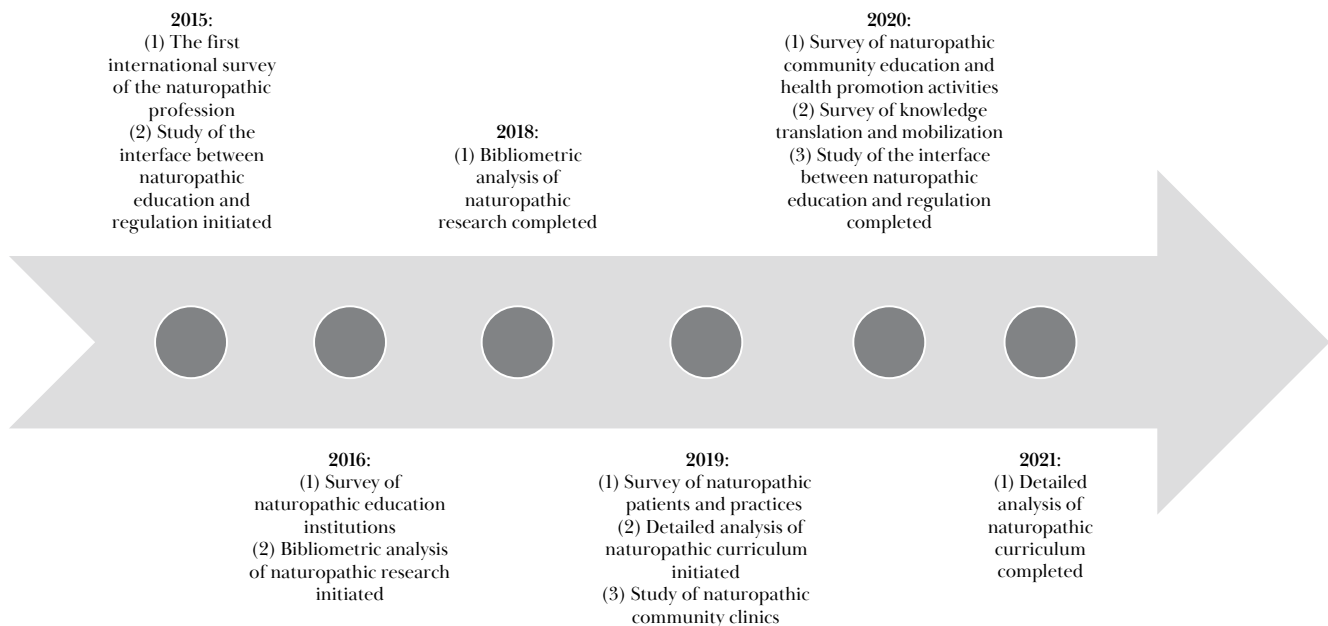 2015:
(1) The first
international survey
of the naturopathic
profession
(2) Study of the
interface between
naturopathic
education and
regulation initiated
2018:
(1) Bibliometric
analysis of
naturopathic
research completed
2020:
(1) Survey of naturopathic
community education and
health promotion activities
(2) Survey of knowledge
translation and mobilization
(3) Study of the interface
between naturopathic
education and regulation
completed
2016:
(1) Survey of
naturopathic education
institutions
(2) Bibliometric analysis
of naturopathic research
initiated
2019:
(1) Survey of naturopathic
patients and practices
(2) Detailed analysis of
naturopathic curriculum
initiated
(3) Study of naturopathic
community clinics
2021:
(1) Detailed
analysis of
naturopathic
curriculum
completed